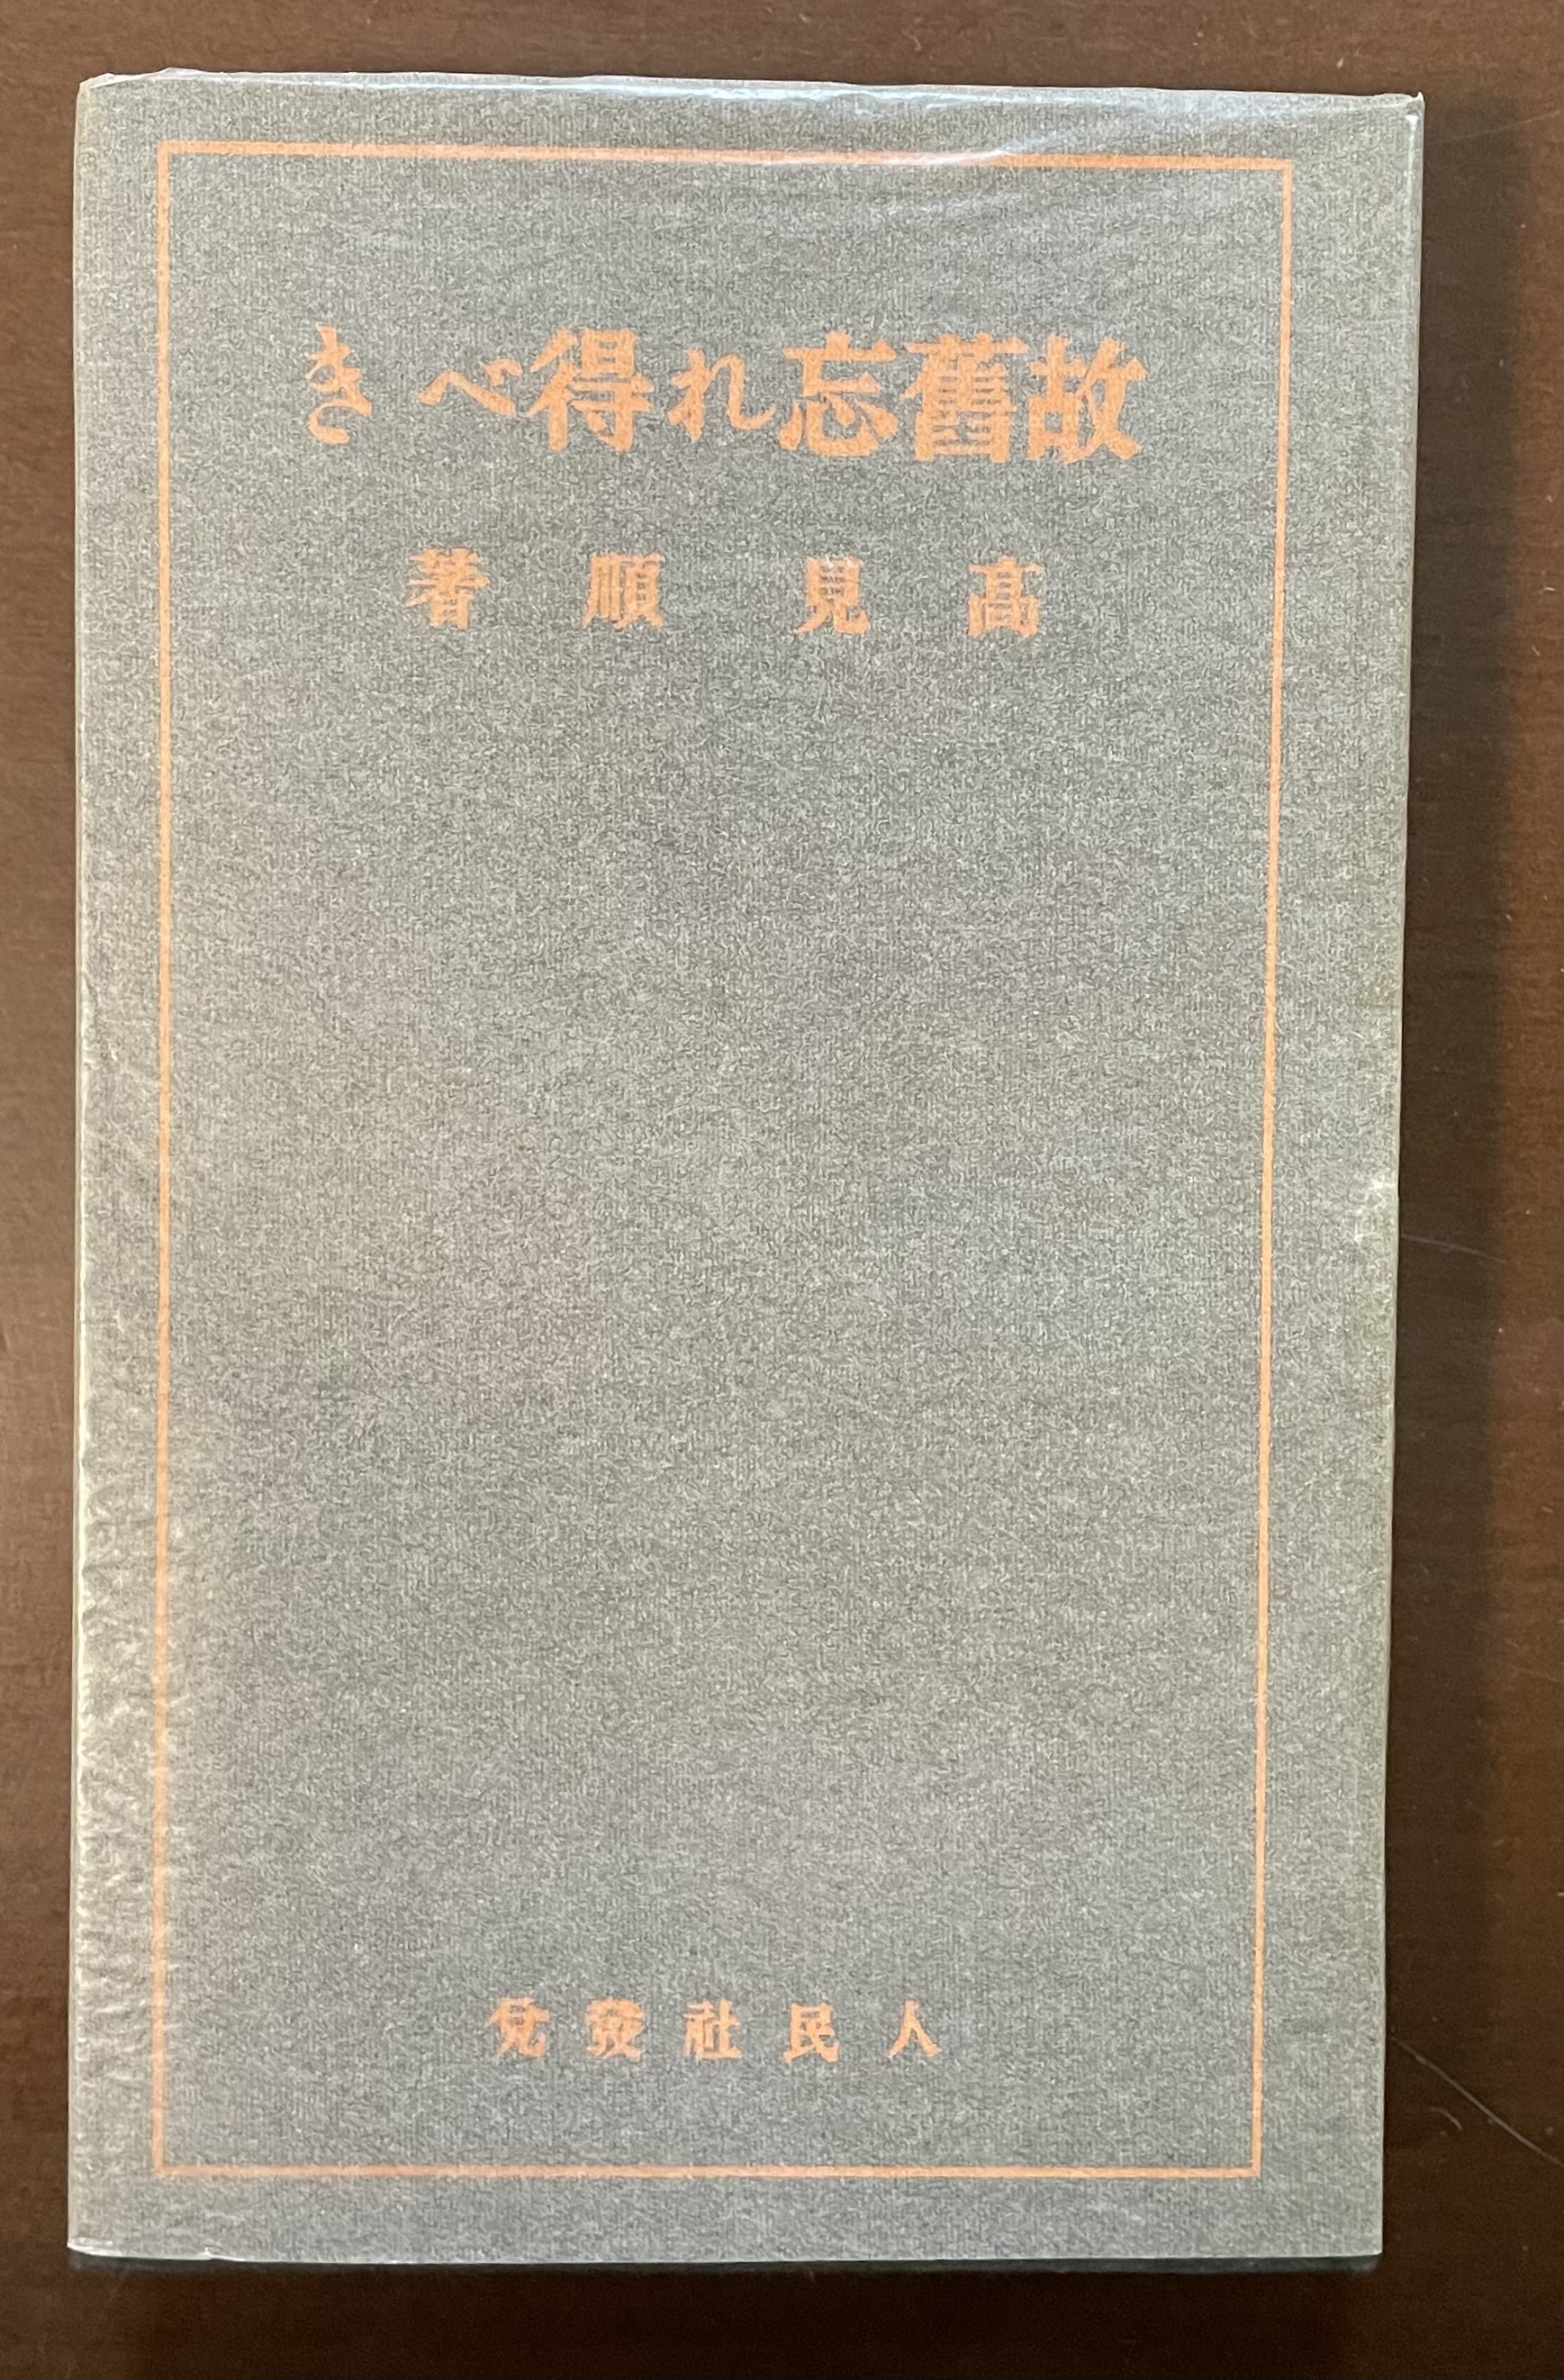 故舊忘れ得べき
高見順著
人民社發兌